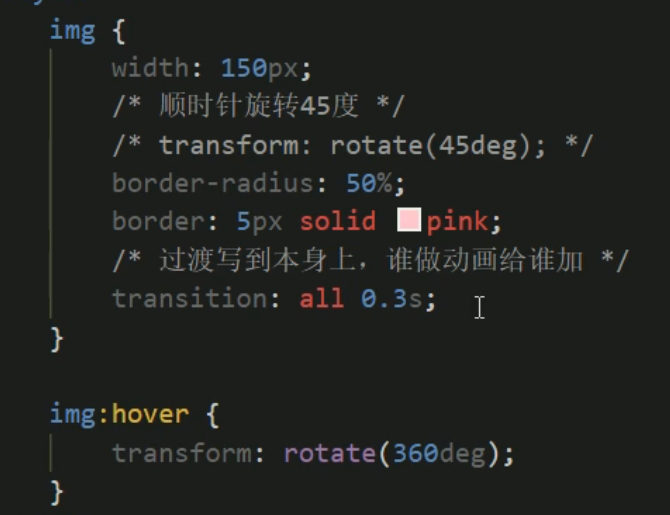 img {
width: 150px;
/* 顺时针旋转45度 */
/* transform: rotate(45deg); */
border-radius: 50%;
border: 5px solid pink;
/* 过渡写到本身上，谁做动画给谁加 */
transition: all 0.3s;
}
img:hover {
transform: rotate(360deg);
}